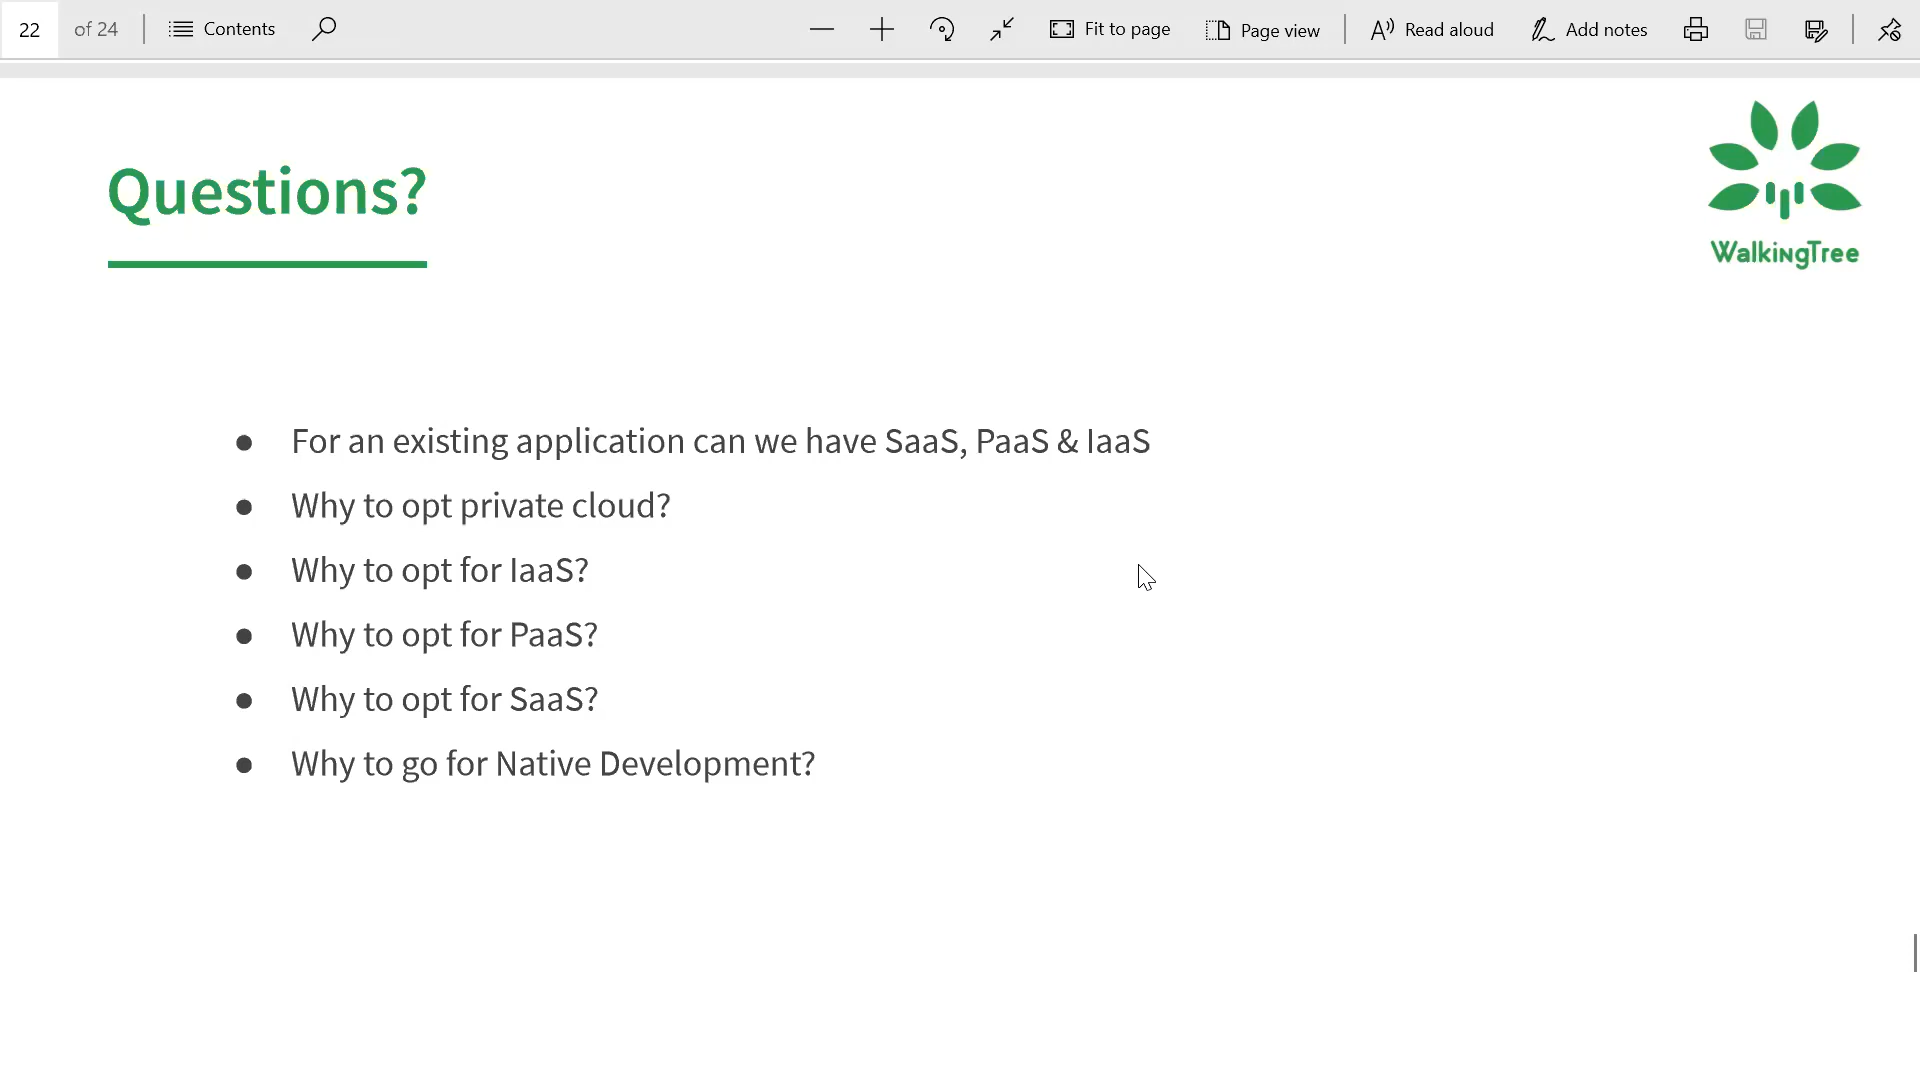 22 of 24 Contents Fit to page Page view Read aloud Add notes
Questions?
WalkingTree
● For an existing application can we have SaaS, PaaS & IaaS
● Why to opt private cloud?
● Why to opt for IaaS?
● Why to opt for PaaS?
● Why to opt for SaaS?
● Why to go for Native Development?